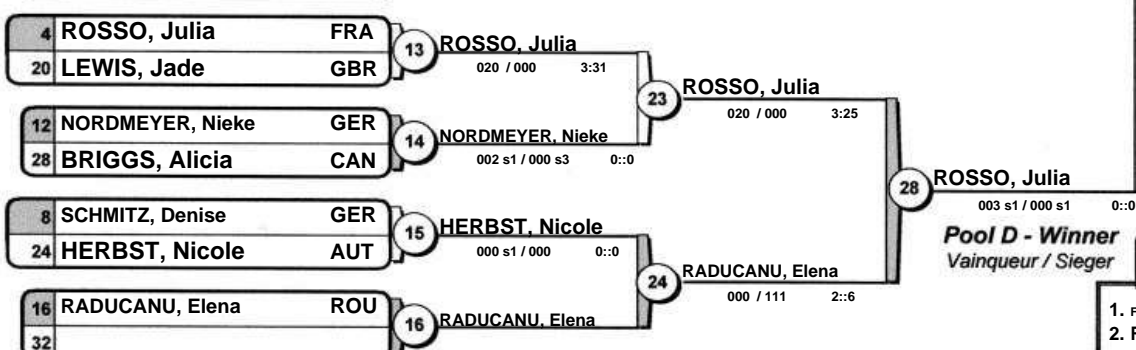 4 ROSSO, Julia FRA
20 LEWIS, Jade GBR
13
ROSSO, Julia
020 / 000 3:31
12 NORDMEYER, Nieke GER
28 BRIGGS, Alicia CAN
14
NORDMEYER, Nieke
002 s1 / 000 s3 0::0
23
ROSSO, Julia
020 / 000 3:25
8 SCHMITZ, Denise GER
24 HERBST, Nicole AUT
15
HERBST, Nicole
000 s1 / 000 0::0
16 RADUCANU, Elena ROU
32
16
RADUCANU, Elena
24
RADUCANU, Elena
000 / 111 2::6
28
ROSSO, Julia
003 s1 / 000 s1 0::0
Pool D - Winner
Vainqueur / Sieger
1.
2.